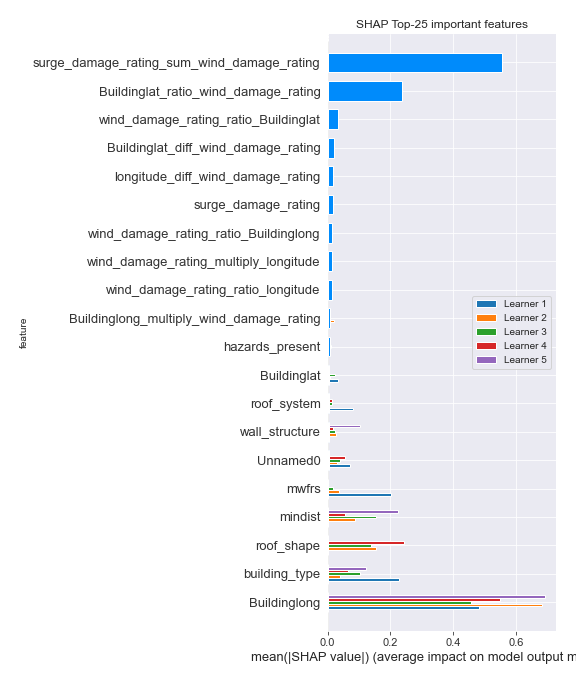 SHAP Top-25 important features
surge_damage_rating_sum_wind_damage_rating
Buildinglat_ratio_wind_damage_rating
wind_damage_rating_ratio_Buildinglat
Buildinglat_diff_wind_damage_rating
longitude_diff_wind_damage_rating
surge_damage_rating
wind_damage_rating_ratio_Buildinglong
wind_damage_rating_multiply_longitude
wind_damage_rating_ratio_longitude
Buildinglong_multiply_wind_damage_rating
hazards_present
Buildinglat
roof_system
wall_structure
Unnamed0
mwfrs
mindist
roof_shape
building_type
Buildinglong
feature
Learner 1
Learner 2
Learner 3
Learner 4
Learner 5
0.0 0.2 0.4 0.6
mean(|SHAP value|) (average impact on model output m